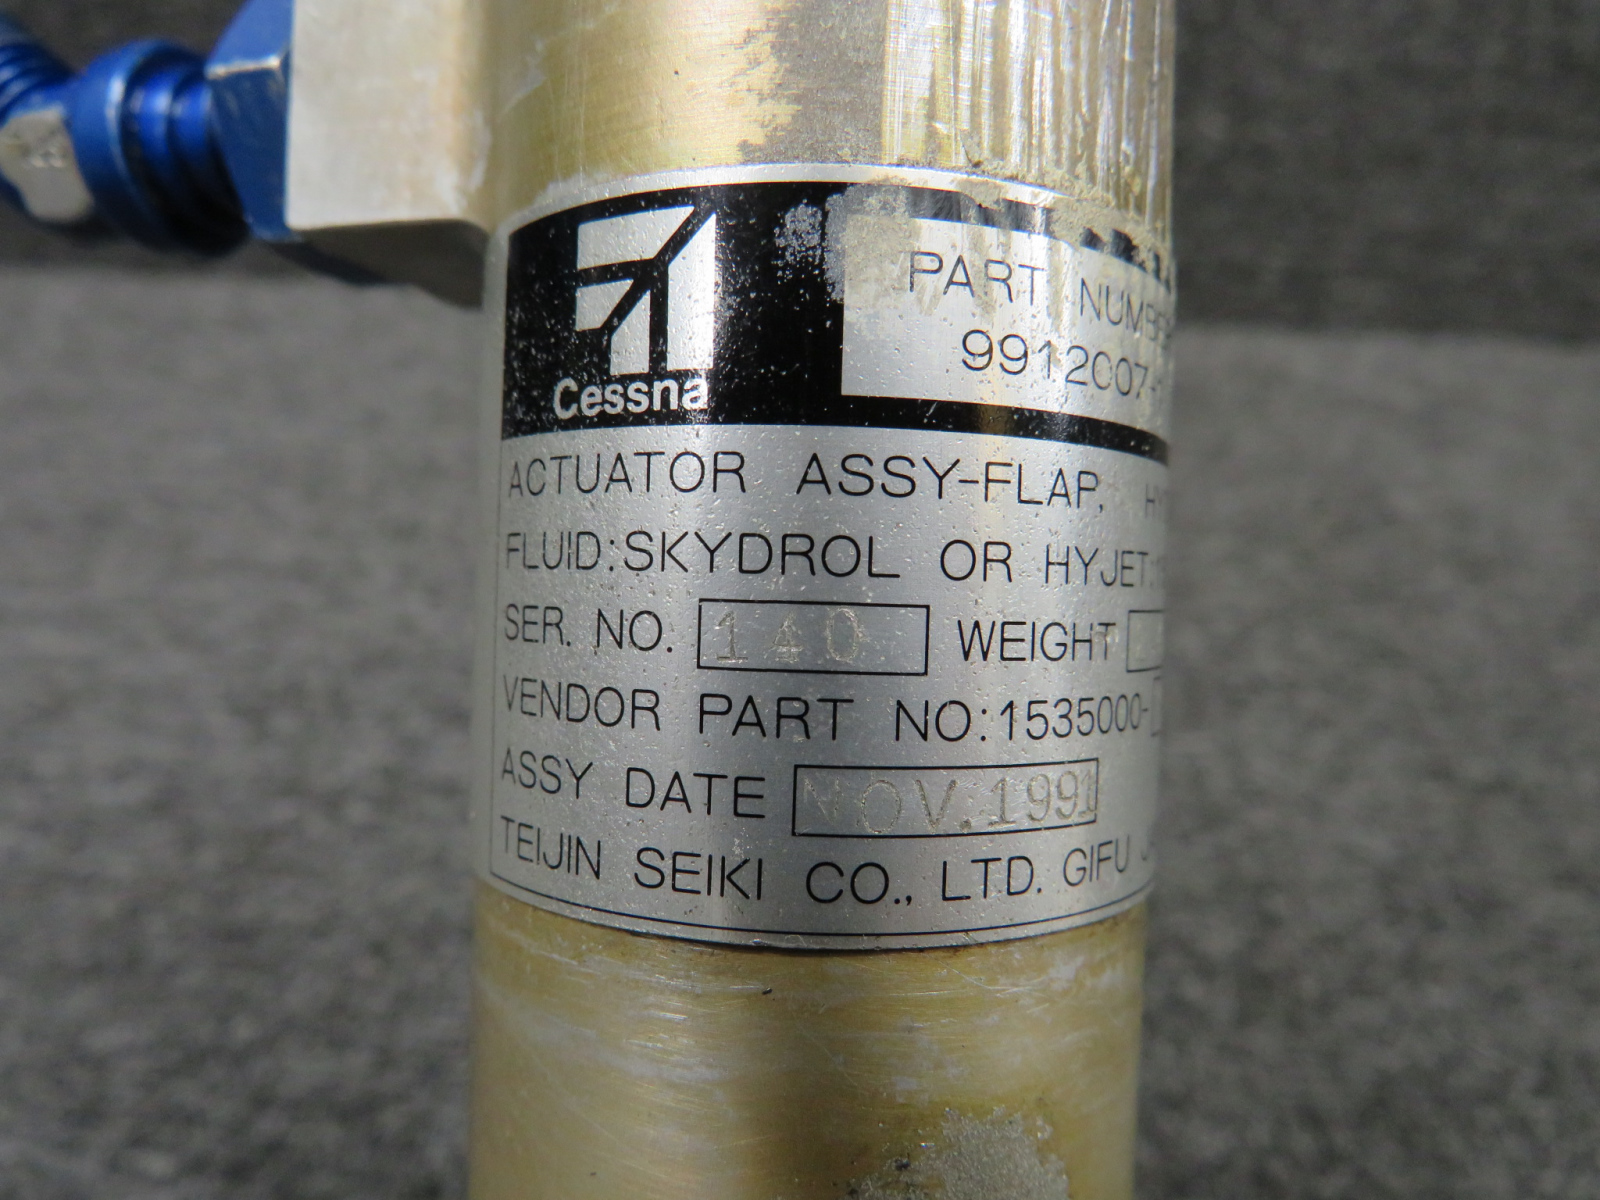 Cessna
PART NUMBER
9912007-
ACTUATOR ASSY-FLAP,
FLUID:SKYDROL OR HYJET
SER. NO. 140 WEIGHT
VENDOR PART NO:1535000-
ASSY DATE NOV.1991
TEIJIN SEIKI CO., LTD. GIFU